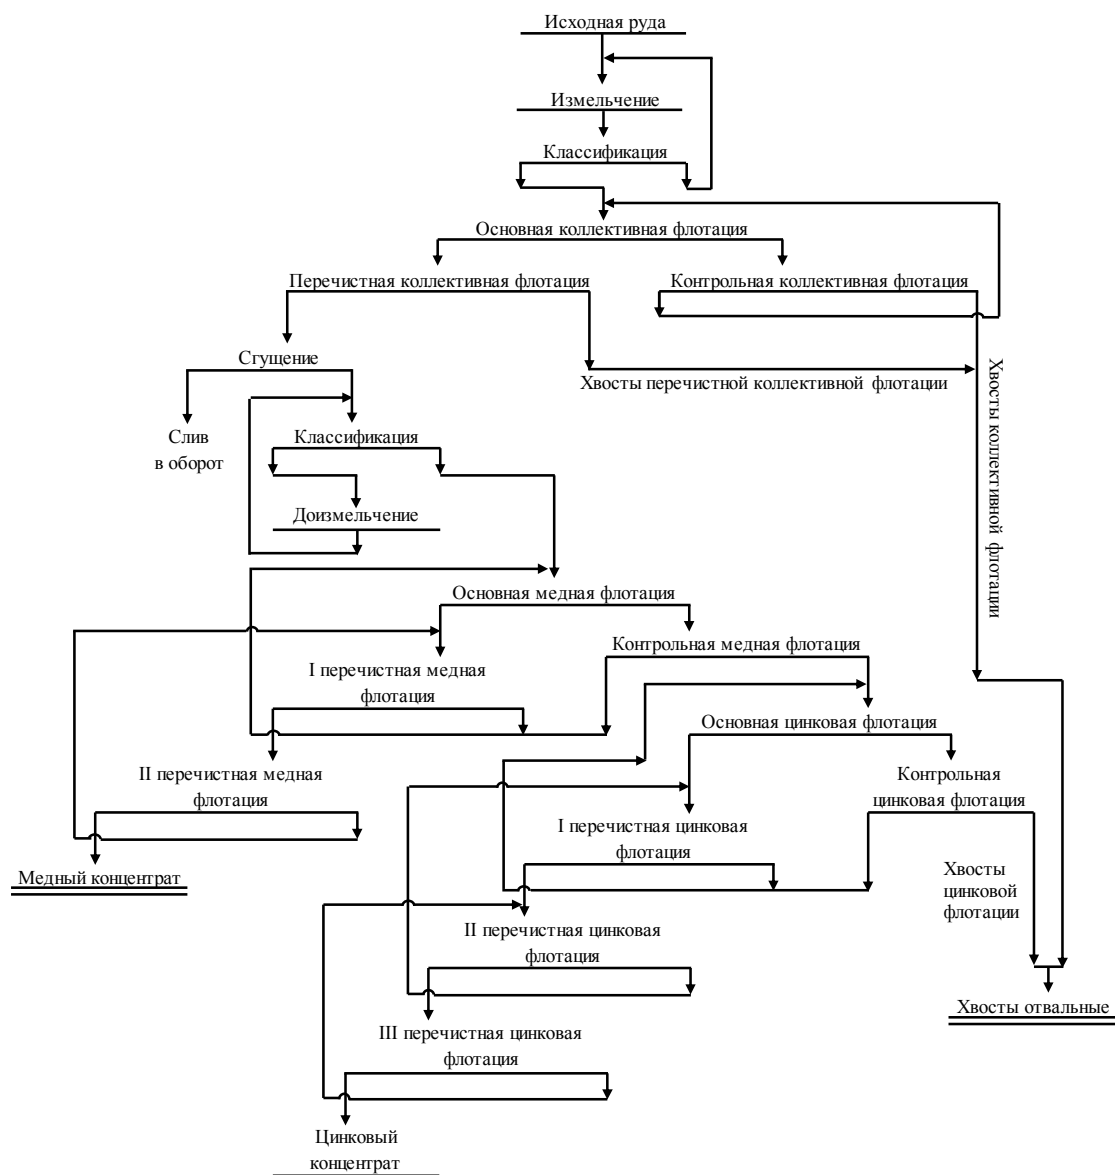 Исходная руда
Измельчение
Классификация
Основная коллективная флотация
Перечистная коллективная флотация
Контрольная коллективная флотация
Сгущение
Хвосты перечистной коллективной флотации
Хвосты коллективной флотации
Слив
в оборот
Классификация
Доизмельчение
Основная медная флотация
Контрольная медная флотация
I перечистная медная
флотация
Основная цинковая флотация
II перечистная медная
флотация
Контрольная
цинковая флотация
I перечистная цинковая
флотация
Медный концентрат
Хвосты
цинковой
флотации
II перечистная цинковая
флотация
Хвосты отвальные
III перечистная цинковая
флотация
Цинковый
концентрат